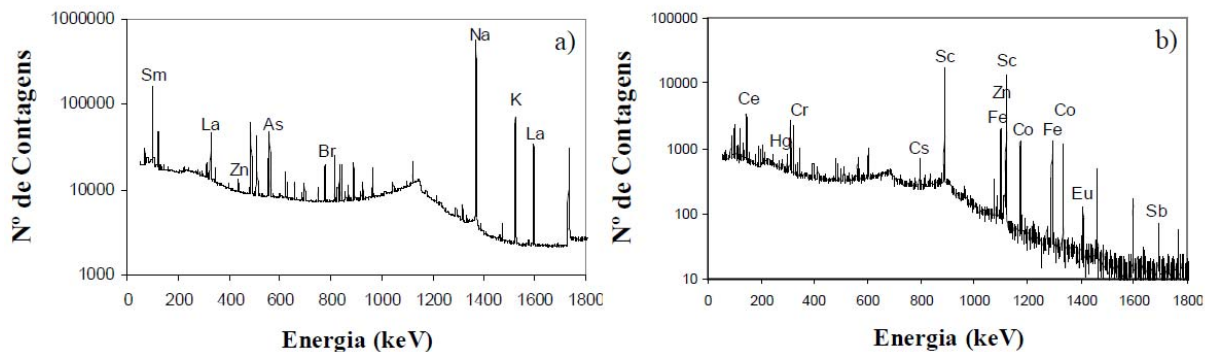 a)
Nº de Contagens
1000000
100000
10000
1000
Sm
La
Zn
As
Br
Na
K
La
0 200 400 600 800 1000 1200 1400 1600 1800
Energia (keV)
b)
Nº de Contagens
100000
10000
1000
100
10
Ce
Hg
Cr
Cs
Sc
Sc
Zn
Fe
Co
Co
Fe
Eu
Sb
0 200 400 600 800 1000 1200 1400 1600 1800
Energia (keV)